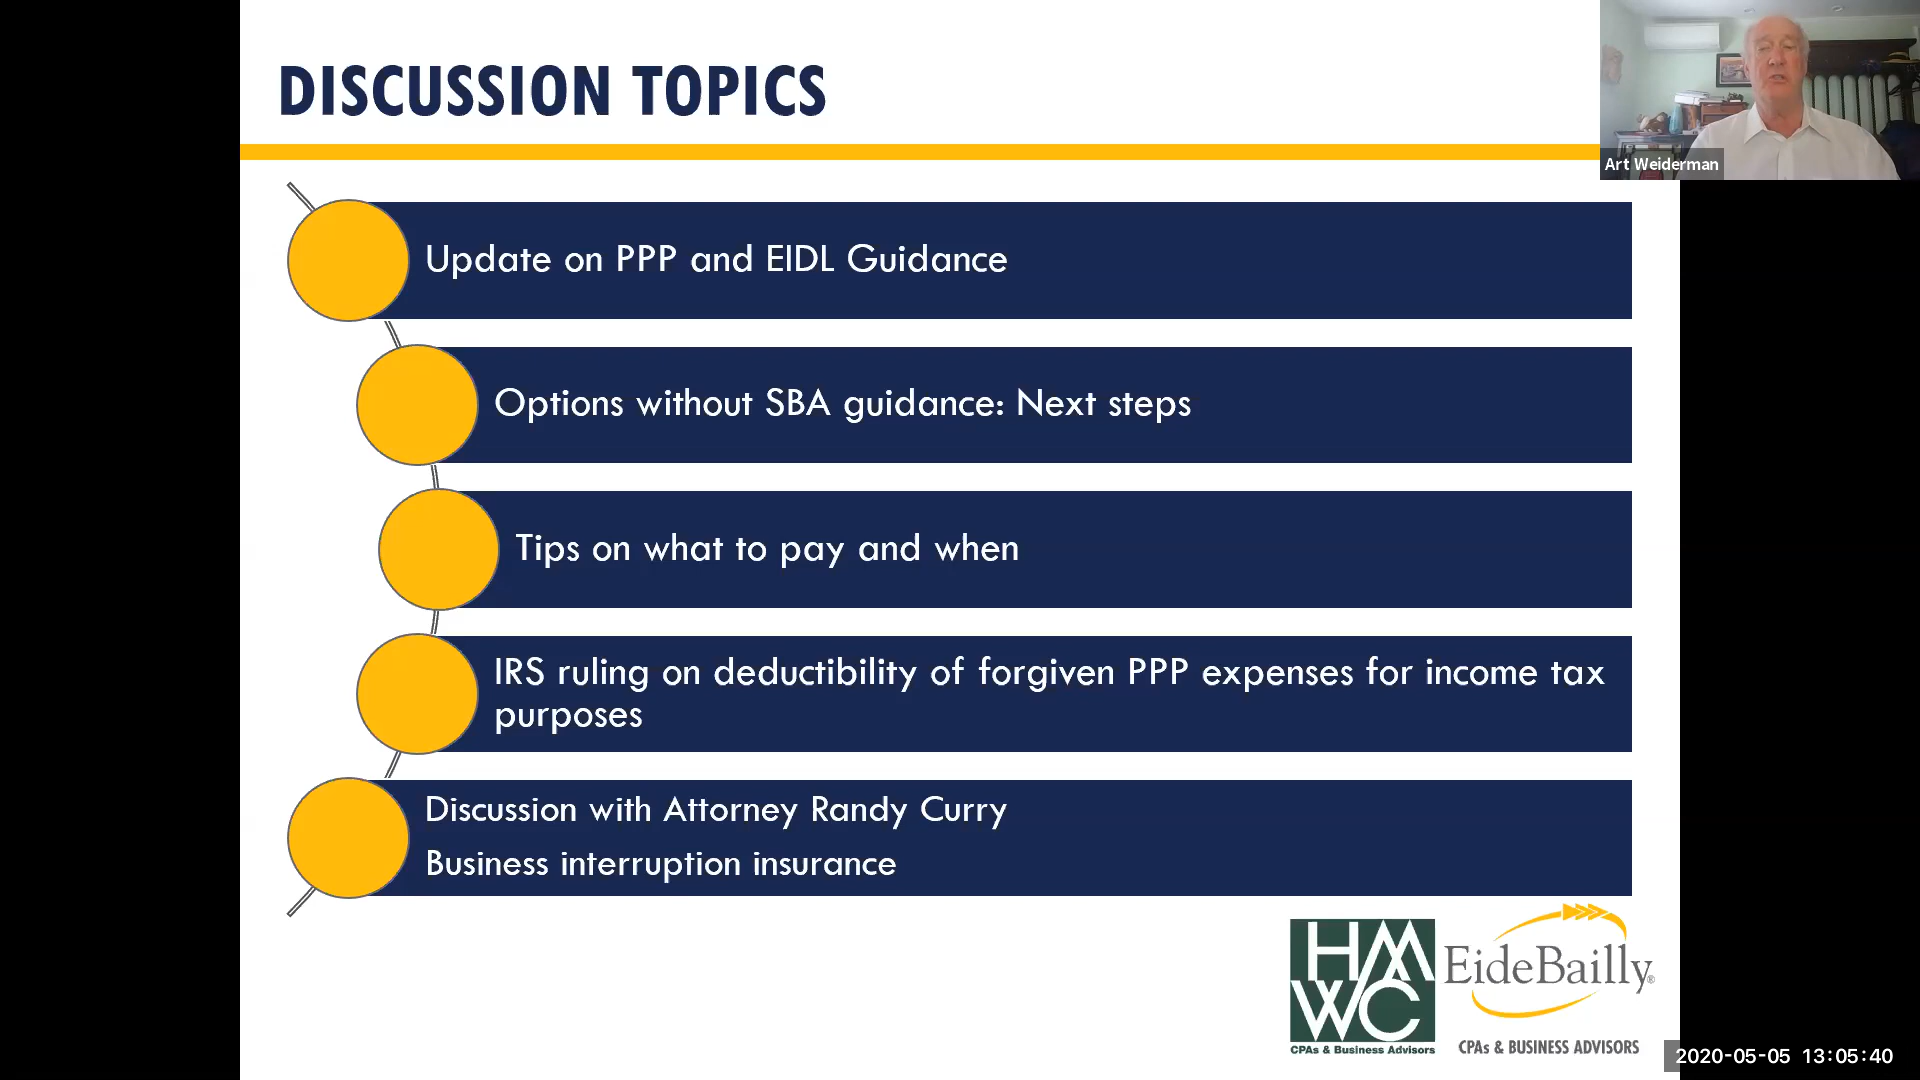 DISCUSSION TOPICS
Art Weiderman
Update on PPP and EIDL Guidance
Options without SBA guidance: Next steps
Tips on what to pay and when
IRS ruling on deductibility of forgiven PPP expenses for income tax
purposes
Discussion with Attorney Randy Curry
Business interruption insurance
HM
WC
CPAs & Business Advisors
EideBailly®
CPAs & BUSINESS ADVISORS
2020-05-05 13:05:40